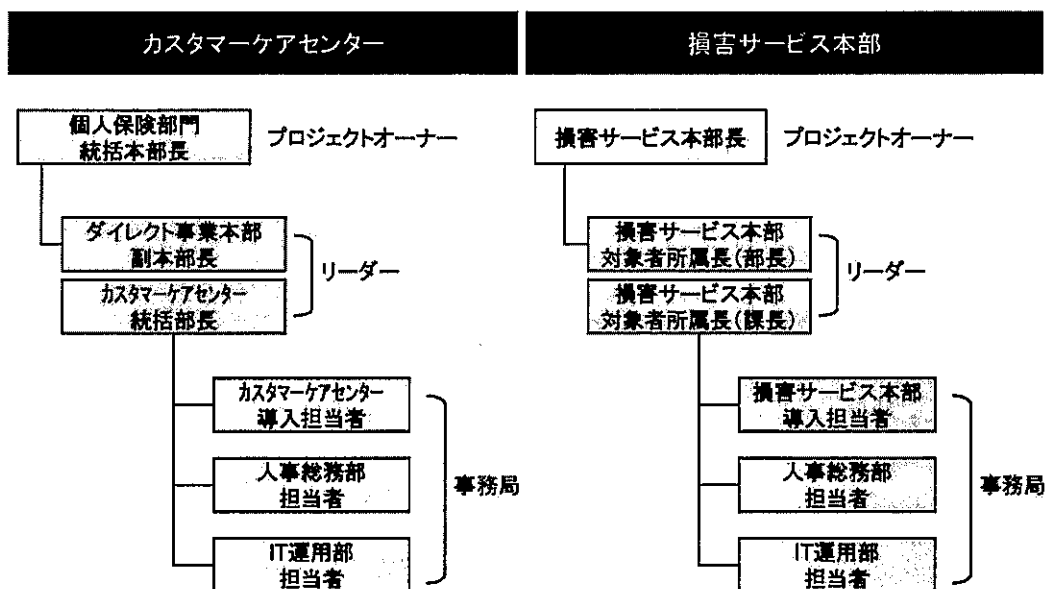 カスタマーケアセンター
個人保険部門
統括本部長
プロジェクトオーナー
ダイレクト事業本部
副本部長
カスタマーケアセンター
統括部長
リーダー
カスタマーケアセンター
導入担当者
人事総務部
担当者
IT運用部
担当者
事務局
損害サービス本部
損害サービス本部長
プロジェクトオーナー
損害サービス本部
対象者所属長(部長)
損害サービス本部
対象者所属長(課長)
リーダー
損害サービス本部
導入担当者
人事総務部
担当者
IT運用部
担当者
事務局